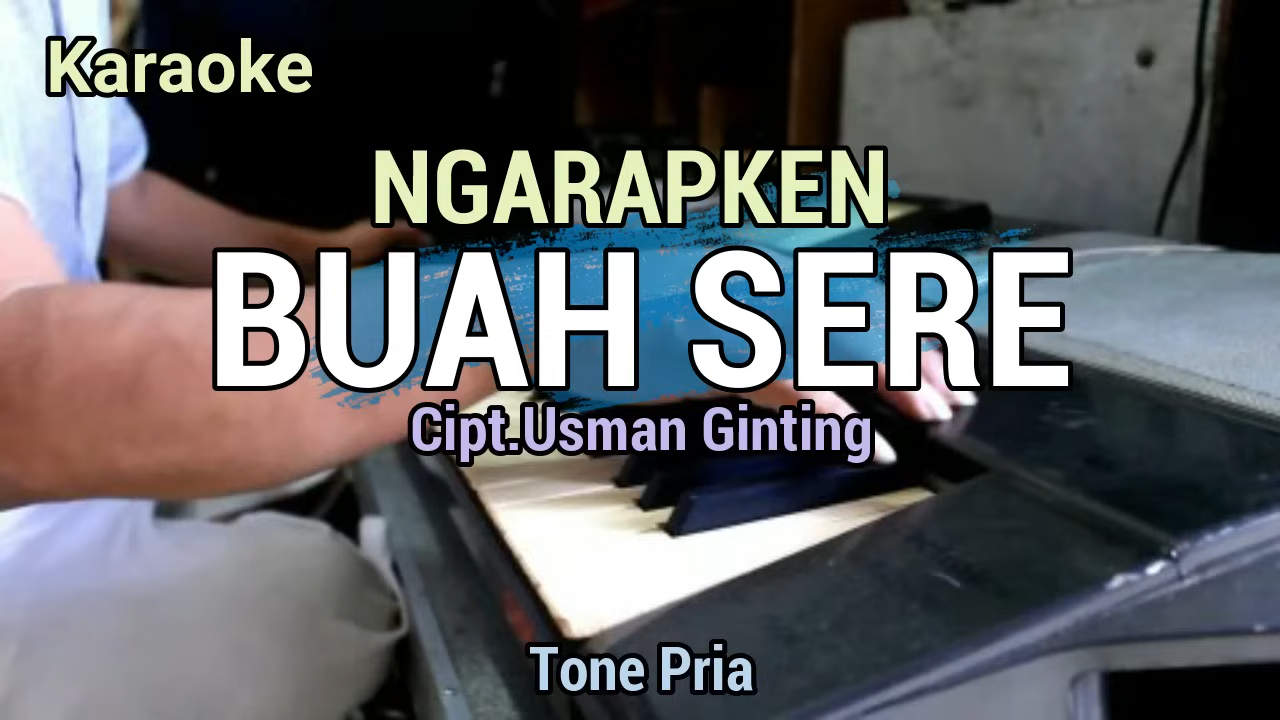 Karaoke
NGARAPKEN
BUAH SERE
Cipt.Usman Ginting
Tone Pria